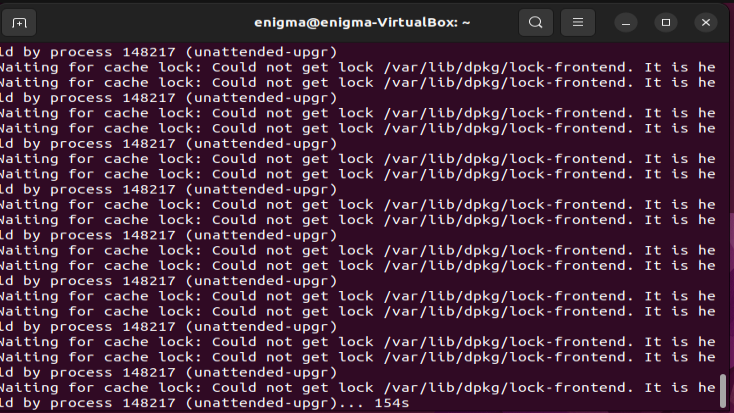 enigma@enigma-VirtualBox: ~
ld by process 148217 (unattended-upgr)
Waiting for cache lock: Could not get lock /var/lib/dpkg/lock-frontend. It is he
Waiting for cache lock: Could not get lock /var/lib/dpkg/lock-frontend. It is he
ld by process 148217 (unattended-upgr)
Waiting for cache lock: Could not get lock /var/lib/dpkg/lock-frontend. It is he
Waiting for cache lock: Could not get lock /var/lib/dpkg/lock-frontend. It is he
ld by process 148217 (unattended-upgr)
Waiting for cache lock: Could not get lock /var/lib/dpkg/lock-frontend. It is he
Waiting for cache lock: Could not get lock /var/lib/dpkg/lock-frontend. It is he
ld by process 148217 (unattended-upgr)
Waiting for cache lock: Could not get lock /var/lib/dpkg/lock-frontend. It is he
Waiting for cache lock: Could not get lock /var/lib/dpkg/lock-frontend. It is he
ld by process 148217 (unattended-upgr)
Waiting for cache lock: Could not get lock /var/lib/dpkg/lock-frontend. It is he
Waiting for cache lock: Could not get lock /var/lib/dpkg/lock-frontend. It is he
ld by process 148217 (unattended-upgr)
Waiting for cache lock: Could not get lock /var/lib/dpkg/lock-frontend. It is he
Waiting for cache lock: Could not get lock /var/lib/dpkg/lock-frontend. It is he
ld by process 148217 (unattended-upgr)
Waiting for cache lock: Could not get lock /var/lib/dpkg/lock-frontend. It is he
Waiting for cache lock: Could not get lock /var/lib/dpkg/lock-frontend. It is he
ld by process 148217 (unattended-upgr)
Waiting for cache lock: Could not get lock /var/lib/dpkg/lock-frontend. It is he
ld by process 148217 (unattended-upgr)... 154s